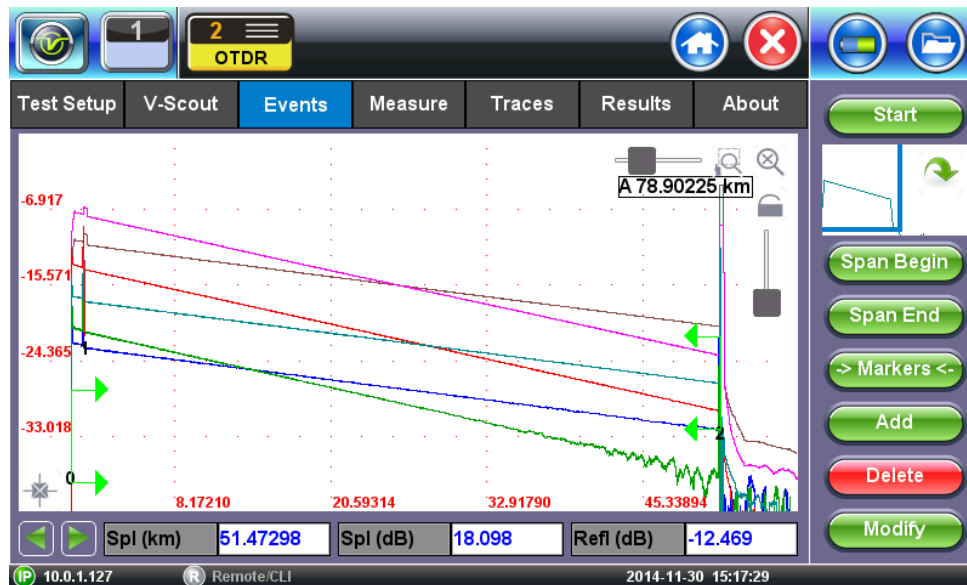 1
2
OTDR
Test Setup V-Scout Events Measure Traces Results About
Start
A 78.90225 km
-6.917
-15.571
-24.365
-33.018
1
2
0
8.17210 20.59314 32.91790 45.33894
Span Begin
Span End
-> Markers <-
Add
Delete
Modify
Spl (km) 51.47298 Spl (dB) 18.098 Refl (dB) -12.469
IP 10.0.1.127 R Remote/CLI 2014-11-30 15:17:29